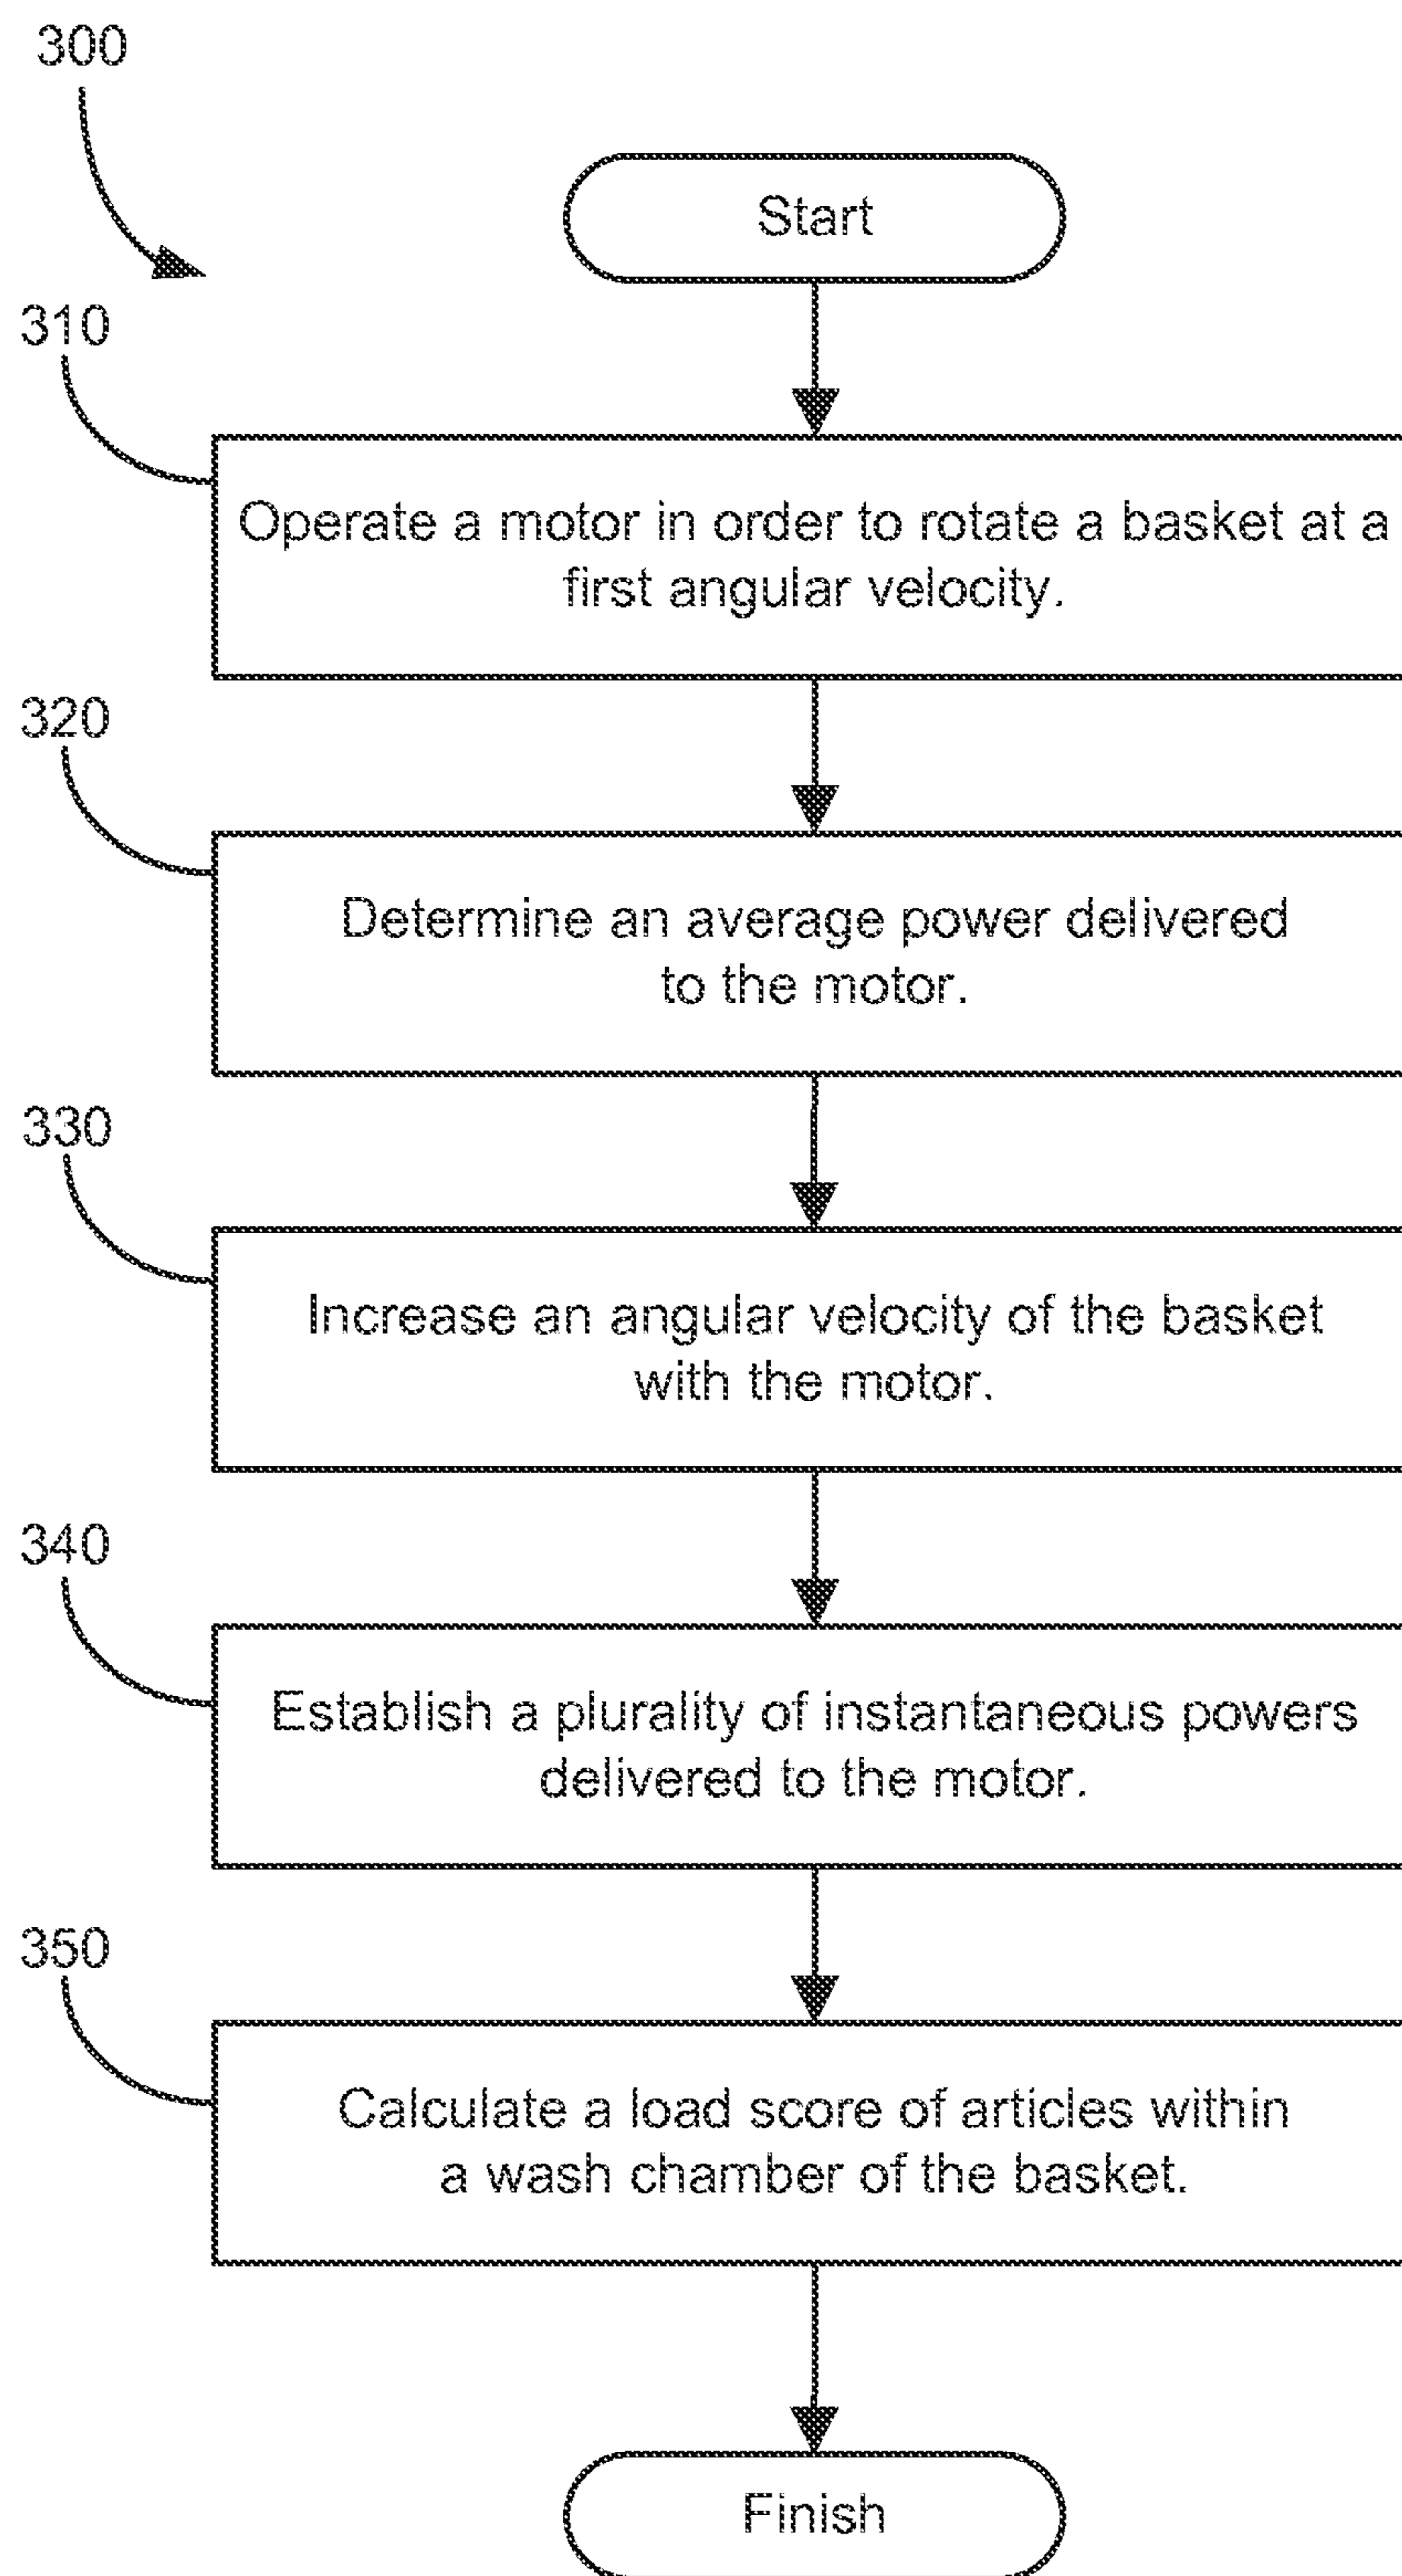 300
Start
310
Operate a motor in order to rotate a basket at a
first angular velocity.
320
Determine an average power delivered
to the motor.
330
Increase an angular velocity of the basket
with the motor.
340
Establish a plurality of instantaneous powers
delivered to the motor.
350
Calculate a load score of articles within
a wash chamber of the basket.
Finish